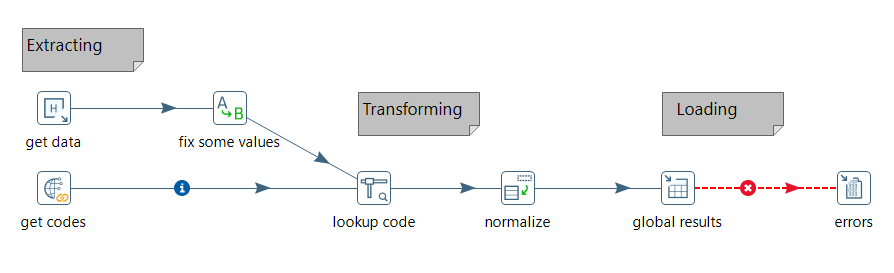 Extracting
H
A
B
get data
fix some values
Transforming
Loading
i
get codes
lookup code
normalize
global results
errors